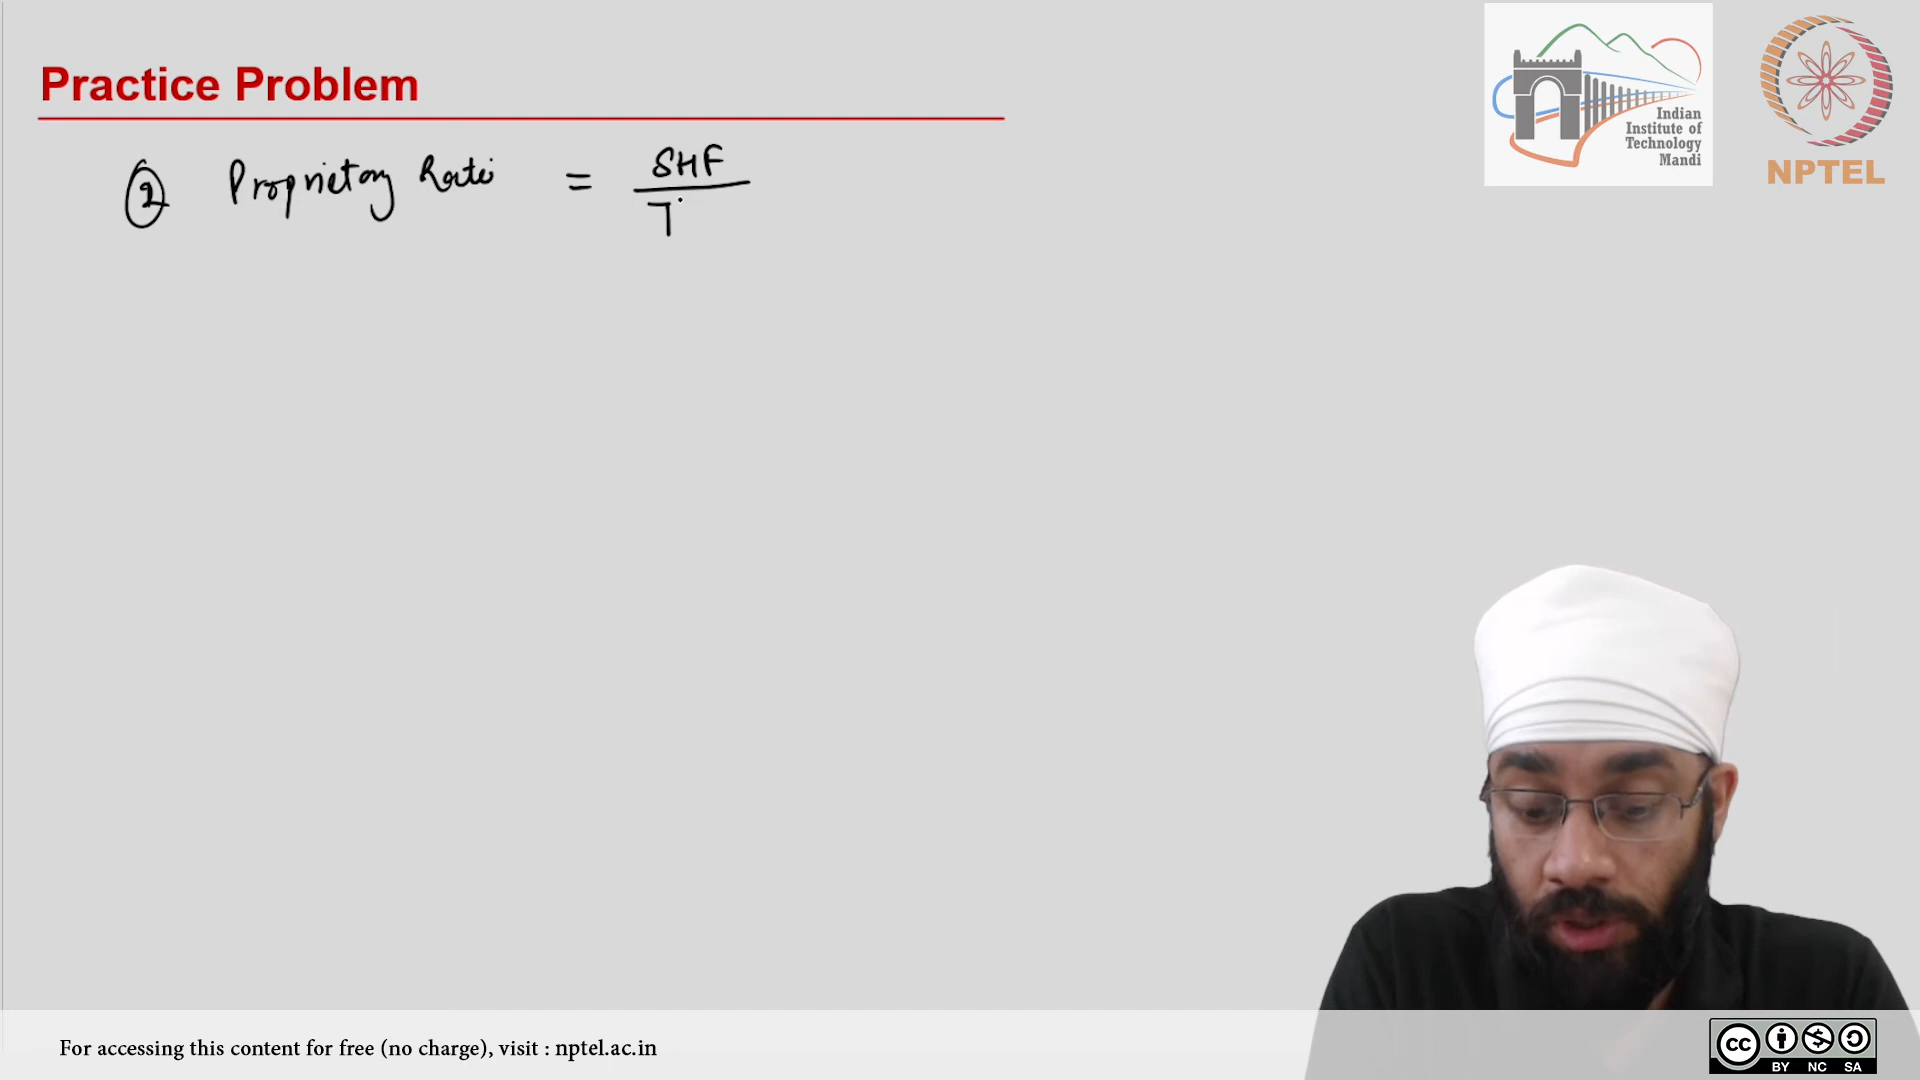 Practice Problem
② Proprietary Ratio = SHF
T
Indian
Institute of
Technology
Mandi
NPTEL
For accessing this content for free (no charge), visit : nptel.ac.in
cc
BY NC SA